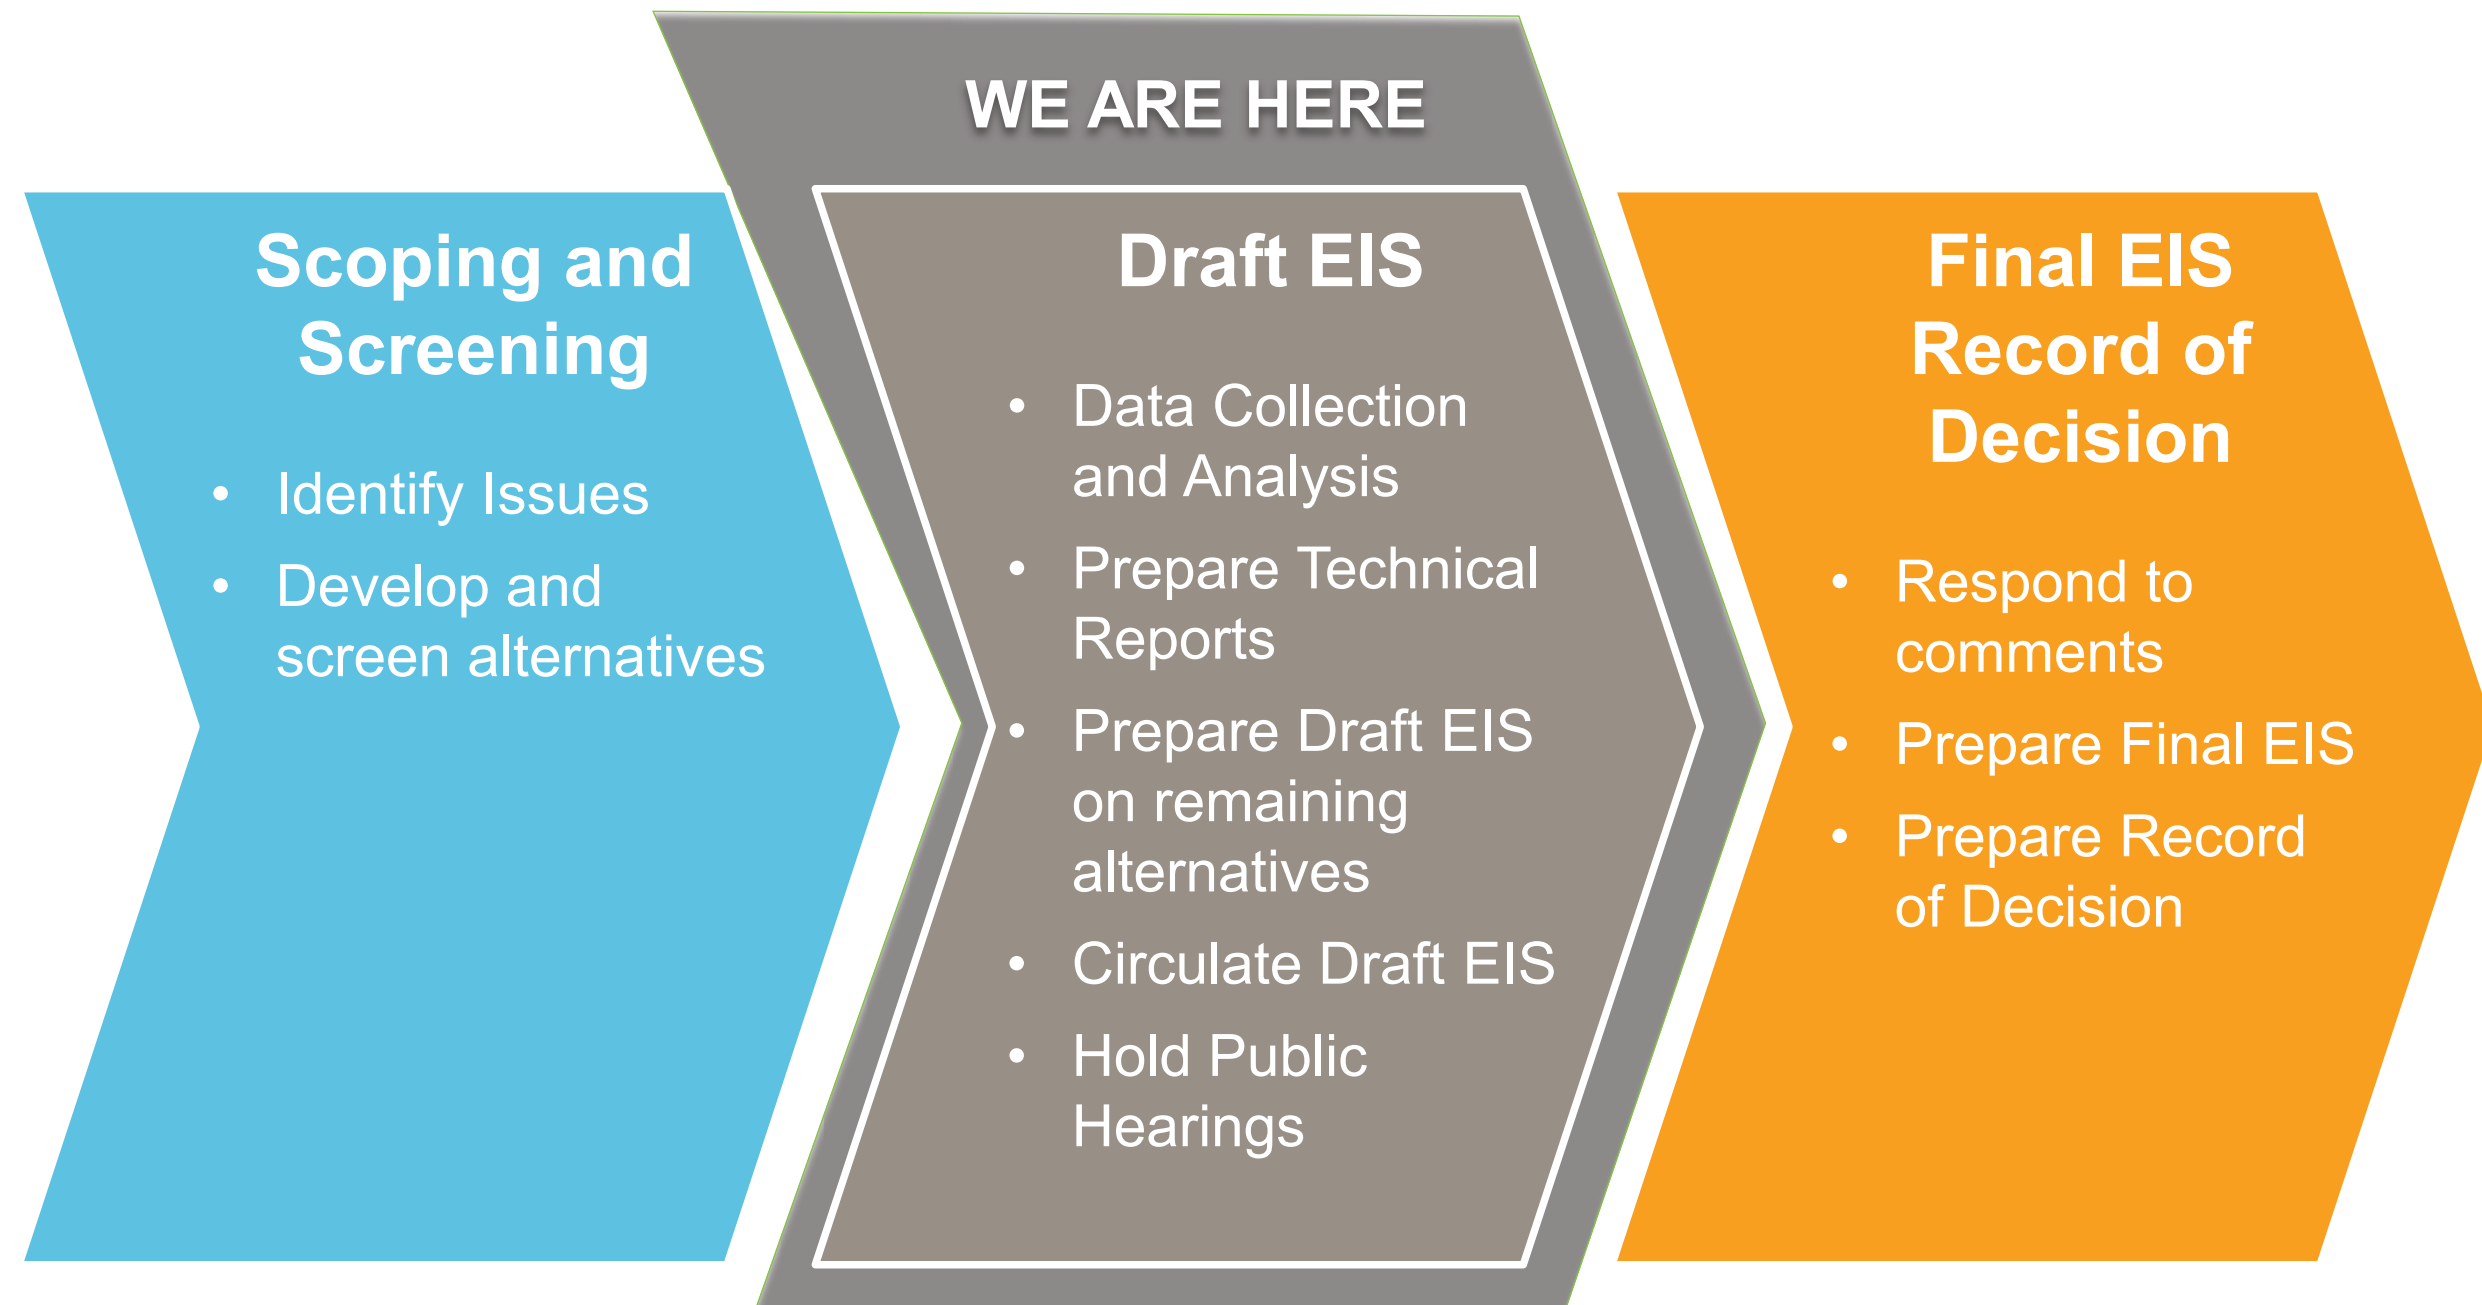 WE ARE HERE
Scoping and
Screening
• Identify Issues
• Develop and
screen alternatives
Draft EIS
• Data Collection
and Analysis
• Prepare Technical
Reports
• Prepare Draft EIS
on remaining
alternatives
• Circulate Draft EIS
• Hold Public
Hearings
Final EIS
Record of
Decision
• Respond to
comments
• Prepare Final EIS
• Prepare Record
of Decision